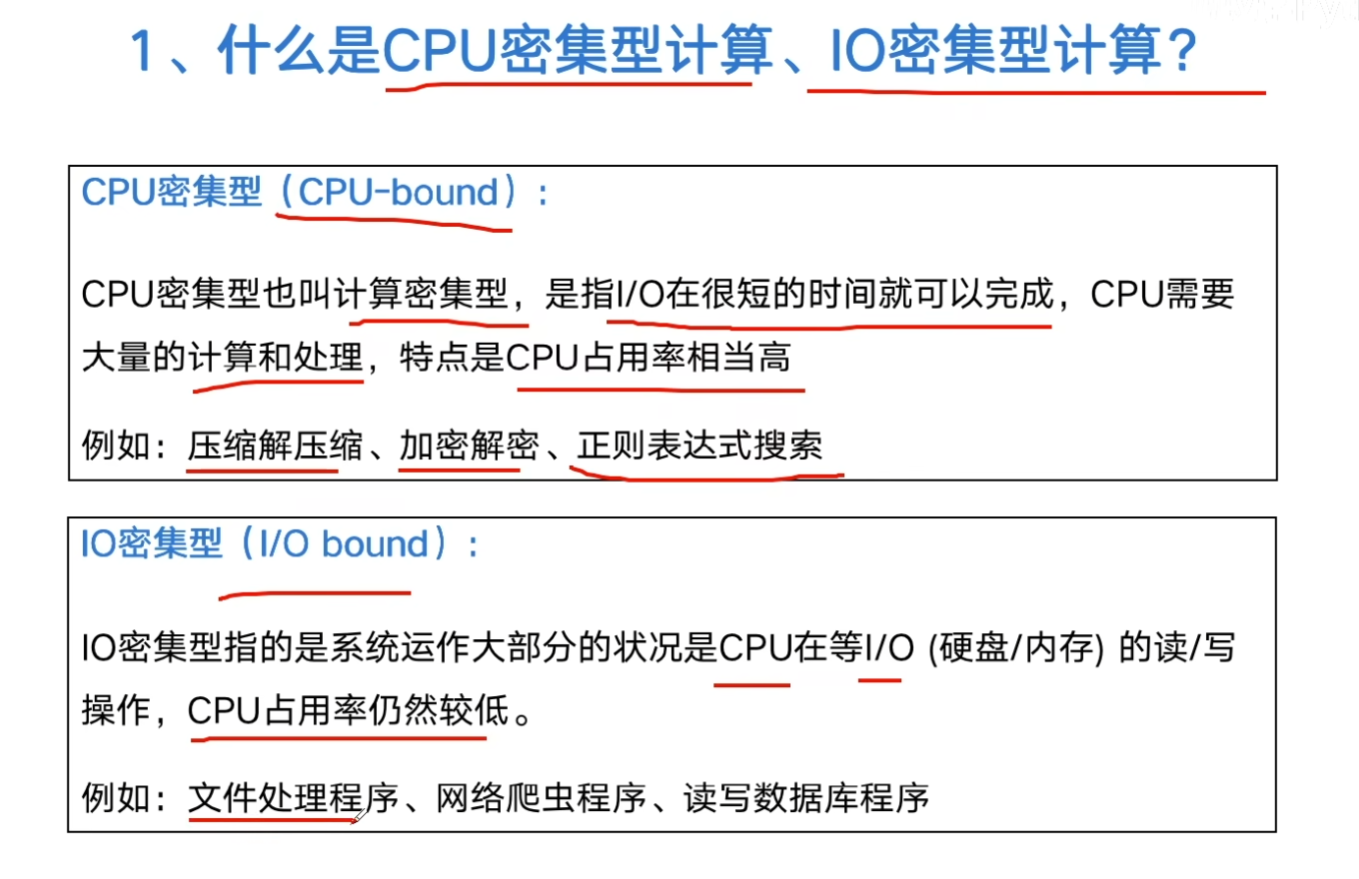 1、什么是CPU密集型计算、IO密集型计算？
CPU密集型（CPU-bound）：
CPU密集型也叫计算密集型，是指I/O在很短的时间就可以完成，CPU需要
大量的计算和处理，特点是CPU占用率相当高
例如：压缩解压缩、加密解密、正则表达式搜索
IO密集型（I/O bound）：
IO密集型指的是系统运作大部分的状况是CPU在等I/O (硬盘/内存) 的读/写
操作，CPU占用率仍然较低。
例如：文件处理程序、网络爬虫程序、读写数据库程序